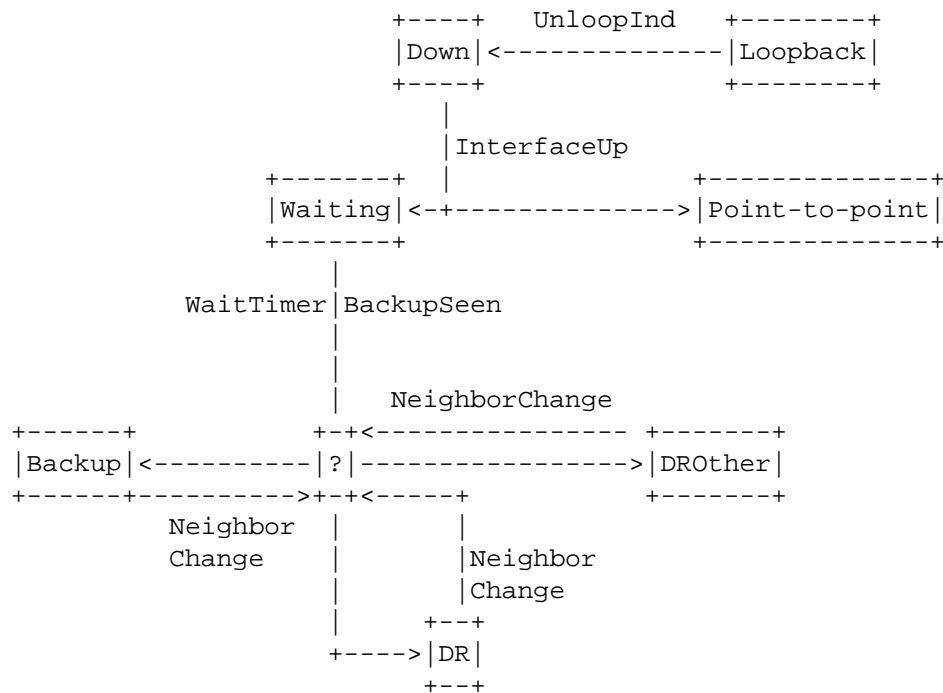 UnloopInd
Down
Loopback
InterfaceUp
Waiting
Point-to-point
WaitTimer BackupSeen
NeighborChange
Backup ? DROther
Neighbor
Change
Neighbor
Change
DR